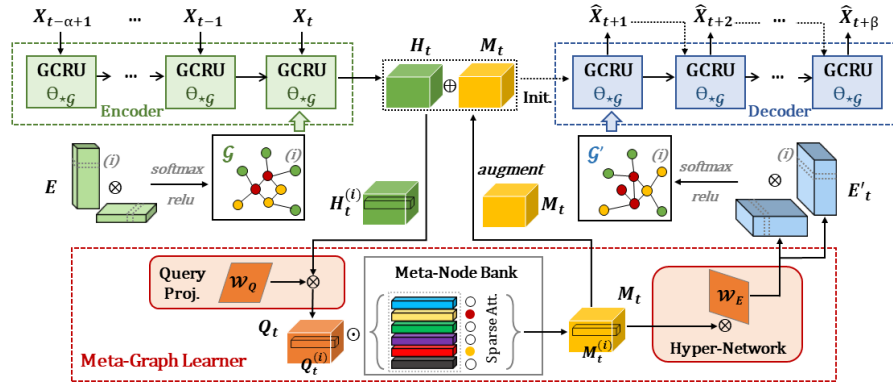 X_{t-α+1} ... X_{t-1} X_t
X̂_{t+1} X̂_{t+2} ... X̂_{t+β}
GCRU ... GCRU GCRU
Θ_{⋆𝒢} Θ_{⋆𝒢} Θ_{⋆𝒢}
Encoder
H_t M_t
⊕
Init.
GCRU GCRU ... GCRU
Θ_{⋆𝒢} Θ_{⋆𝒢} Θ_{⋆𝒢}
Decoder
E (i)
⊗
softmax
relu
𝒢 (i)
H_t^{(i)}
augment
M_t
𝒢' (i)
softmax
relu
(i)
⊗
E'_t
Query
Proj.
𝒲_Q
⊗
Q_t
Q_t^{(i)}
⊙
Meta-Node Bank
Sparse Att.
M_t
M_t^{(i)}
𝒲_E
⊗
Hyper-Network
Meta-Graph Learner